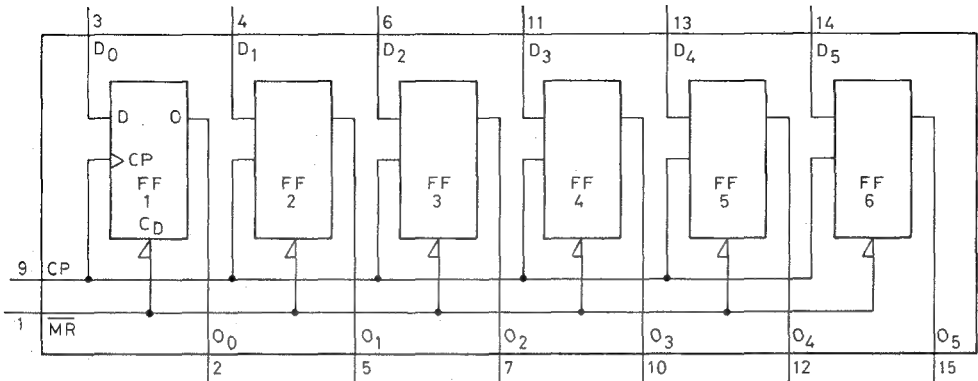 3 4 6 11 13 14
D0 D1 D2 D3 D4 D5
D O
CP
FF FF FF FF FF FF
1 2 3 4 5 6
CD
9 CP
1 MR
O0 O1 O2 O3 O4 O5
2 5 7 10 12 15